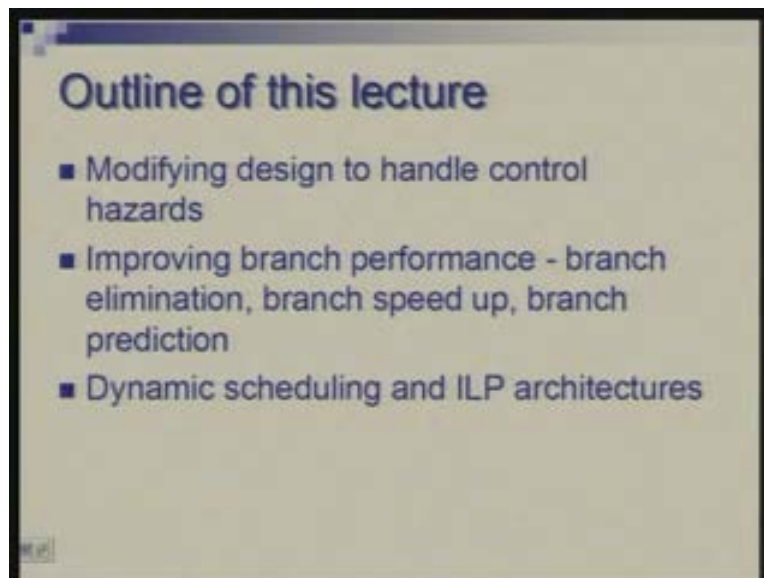 Outline of this lecture
■ Modifying design to handle control
hazards
■ Improving branch performance - branch
elimination, branch speed up, branch
prediction
■ Dynamic scheduling and ILP architectures